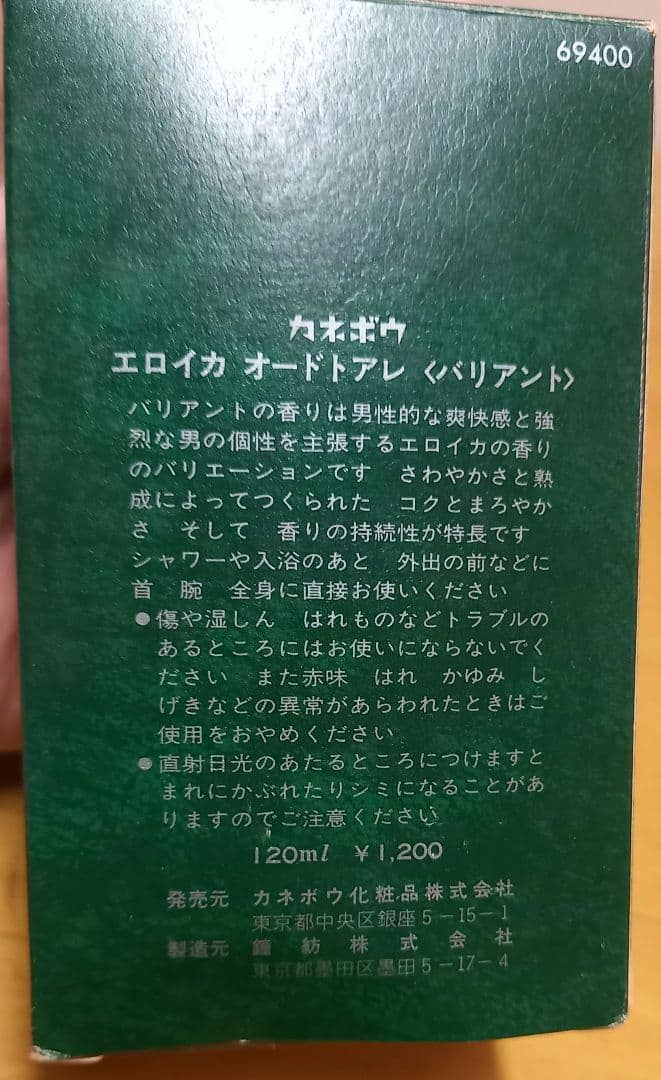 69400
カネボウ
エロイカ オードトアレ〈バリアント〉
バリアントの香りは男性的な爽快感と強
烈な男の個性を主張するエロイカの香り
のバリエーションです　さわやかさと熟
成によってつくられた　コクとまろやか
さ　そして　香りの持続性が特長です
シャワーや入浴のあと　外出の前などに
首　腕　全身に直接お使いください
●傷や湿しん　はれものなどトラブルの
あるところにはお使いにならないでく
ださい　また赤味　はれ　かゆみ　し
げきなどの異常があらわれたときはご
使用をおやめください
●直射日光のあたるところにつけますと
まれにかぶれたりシミになることがあ
りますのでご注意ください
120ml ¥1,200
発売元　カネボウ化粧品株式会社
東京都中央区銀座5-15-1
製造元　鐘紡株式会社
東京都墨田区墨田5-17-4